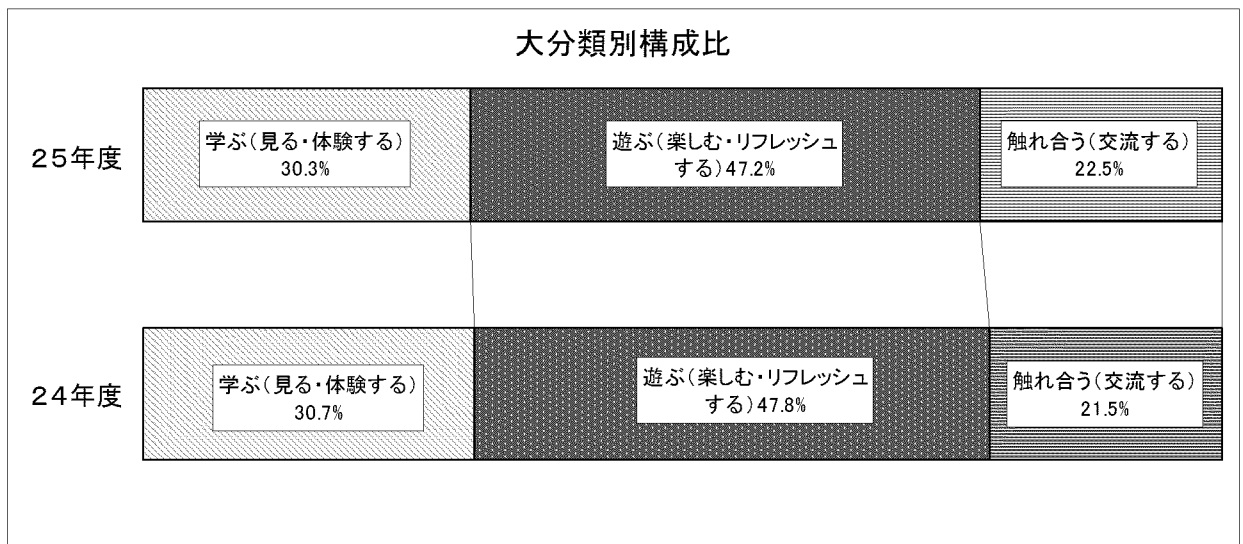 大分類別構成比
25年度
学ぶ(見る・体験する)
30.3%
遊ぶ(楽しむ・リフレッシュ
する)47.2%
触れ合う(交流する)
22.5%
24年度
学ぶ(見る・体験する)
30.7%
遊ぶ(楽しむ・リフレッシュ
する)47.8%
触れ合う(交流する)
21.5%